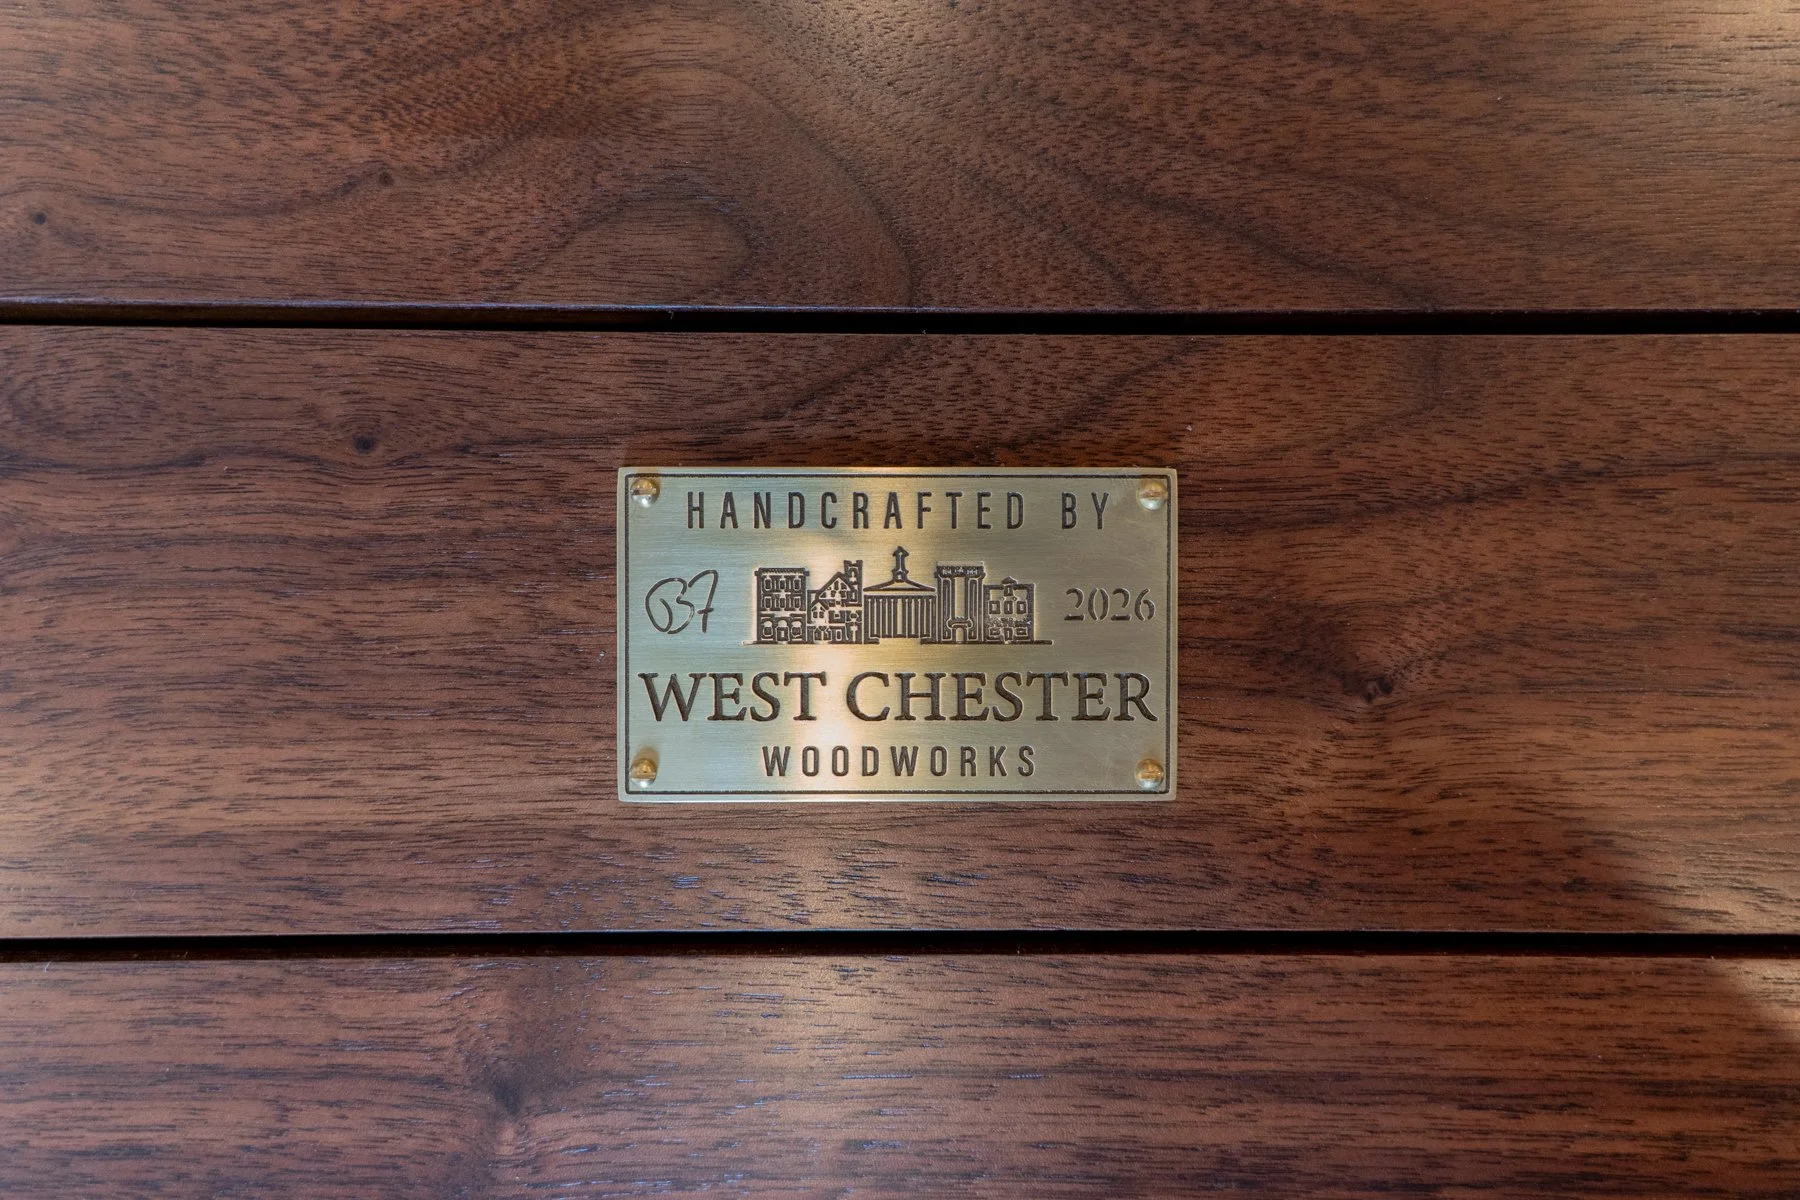 HANDCRAFTED BY
2026
WEST CHESTER
WOODWORKS